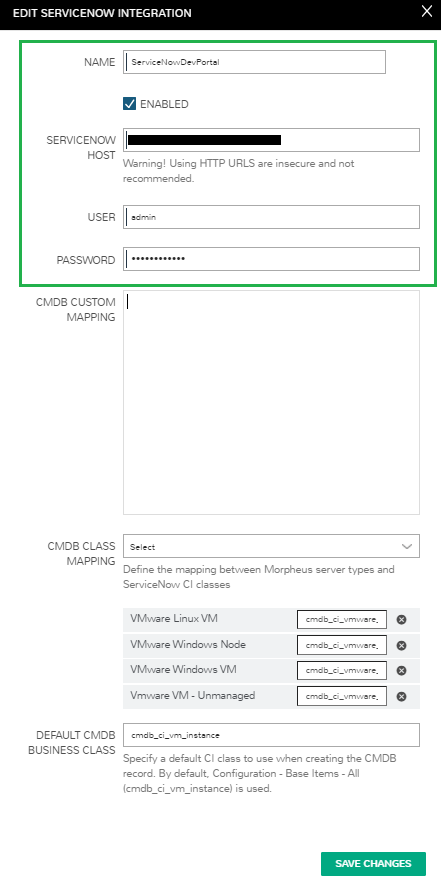 EDIT SERVICENOW INTEGRATION
NAME
ServiceNowDevPortal
ENABLED
SERVICENOW
HOST
Warning! Using HTTP URLS are insecure and not
recommended.
USER
admin
PASSWORD
••••••••••••
CMDB CUSTOM
MAPPING
CMDB CLASS
MAPPING
Select
Define the mapping between Morpheus server types and
ServiceNow CI classes
VMware Linux VM cmdb_ci_vmware_
VMware Windows Node cmdb_ci_vmware_
VMware Windows VM cmdb_ci_vmware_
Vmware VM - Unmanaged cmdb_ci_vmware_
DEFAULT CMDB
BUSINESS CLASS
cmdb_ci_vm_instance
Specify a default CI class to use when creating the CMDB
record. By default, Configuration - Base Items - All
(cmdb_ci_vm_instance) is used.
SAVE CHANGES